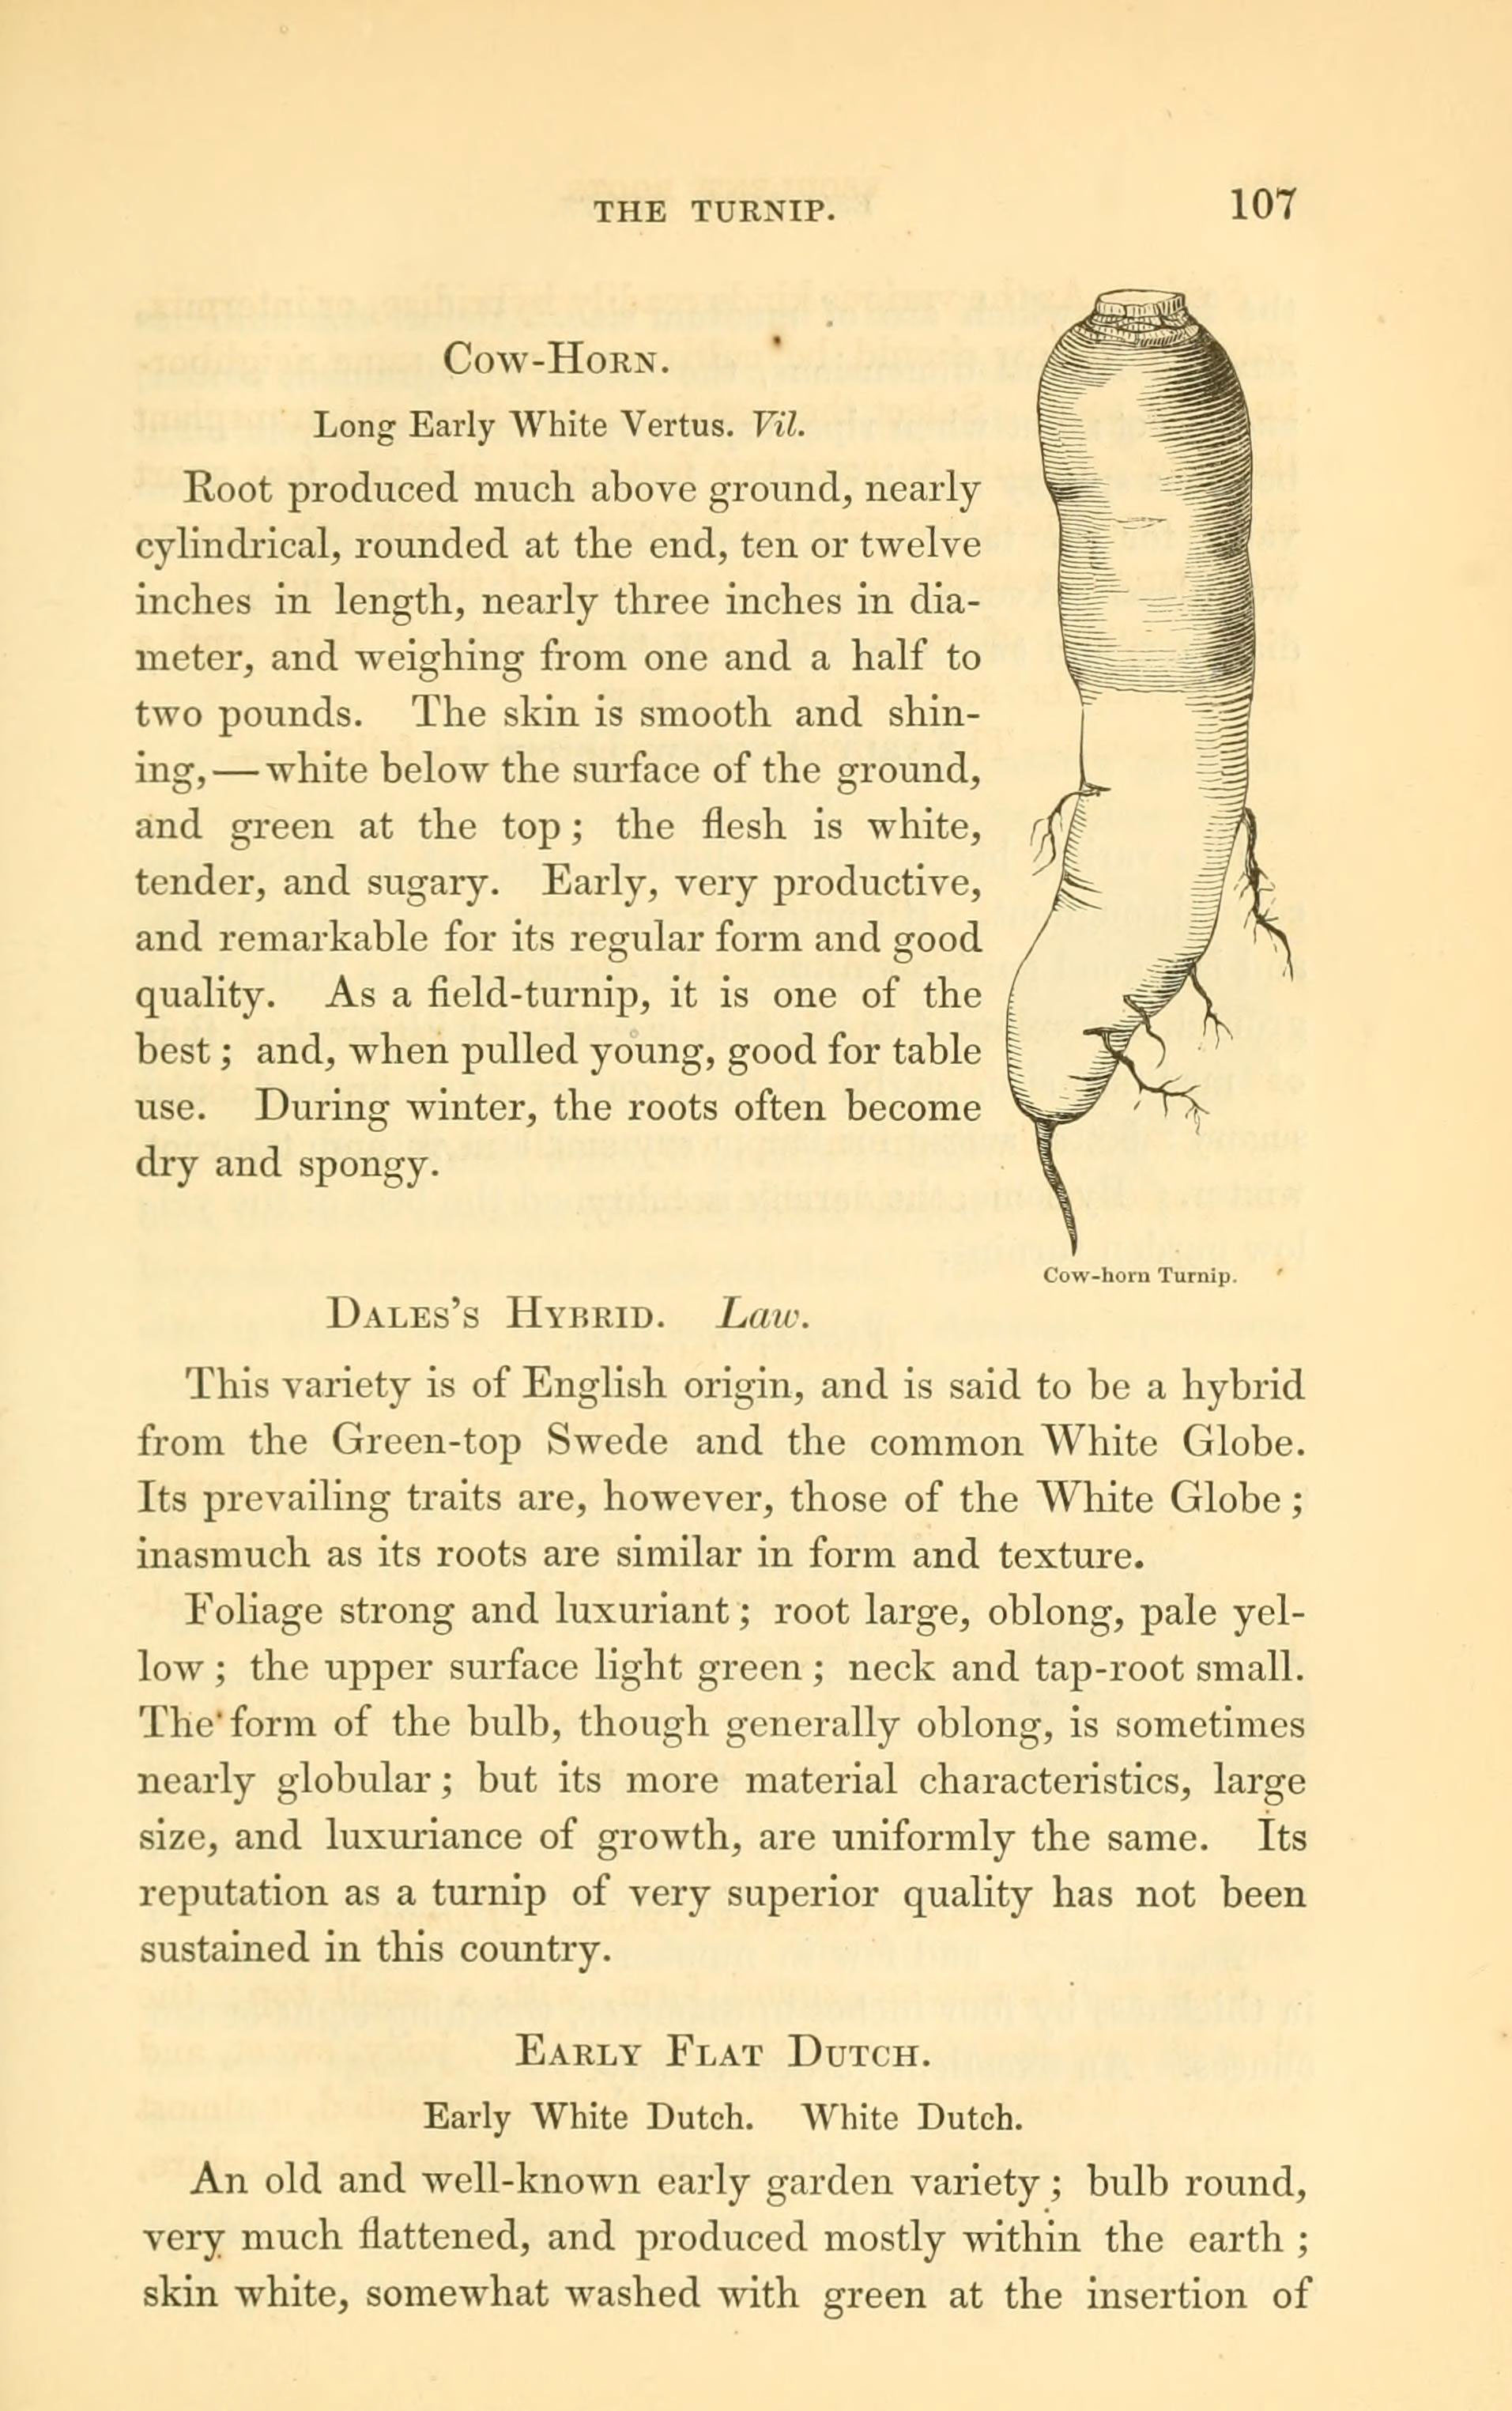 THE TURNIP. 107
COW-HORN.
Long Early White Vertus. Vil.
Root produced much above ground, nearly
cylindrical, rounded at the end, ten or twelve
inches in length, nearly three inches in dia-
meter, and weighing from one and a half to
two pounds. The skin is smooth and shin-
ing,—white below the surface of the ground,
and green at the top; the flesh is white,
tender, and sugary. Early, very productive,
and remarkable for its regular form and good
quality. As a field-turnip, it is one of the
best; and, when pulled young, good for table
use. During winter, the roots often become
dry and spongy.
Cow-horn Turnip.
DALES'S HYBRID. Law.
This variety is of English origin, and is said to be a hybrid
from the Green-top Swede and the common White Globe.
Its prevailing traits are, however, those of the White Globe;
inasmuch as its roots are similar in form and texture.
Foliage strong and luxuriant; root large, oblong, pale yel-
low; the upper surface light green; neck and tap-root small.
The form of the bulb, though generally oblong, is sometimes
nearly globular; but its more material characteristics, large
size, and luxuriance of growth, are uniformly the same. Its
reputation as a turnip of very superior quality has not been
sustained in this country.
EARLY FLAT DUTCH.
Early White Dutch. White Dutch.
An old and well-known early garden variety; bulb round,
very much flattened, and produced mostly within the earth;
skin white, somewhat washed with green at the insertion of